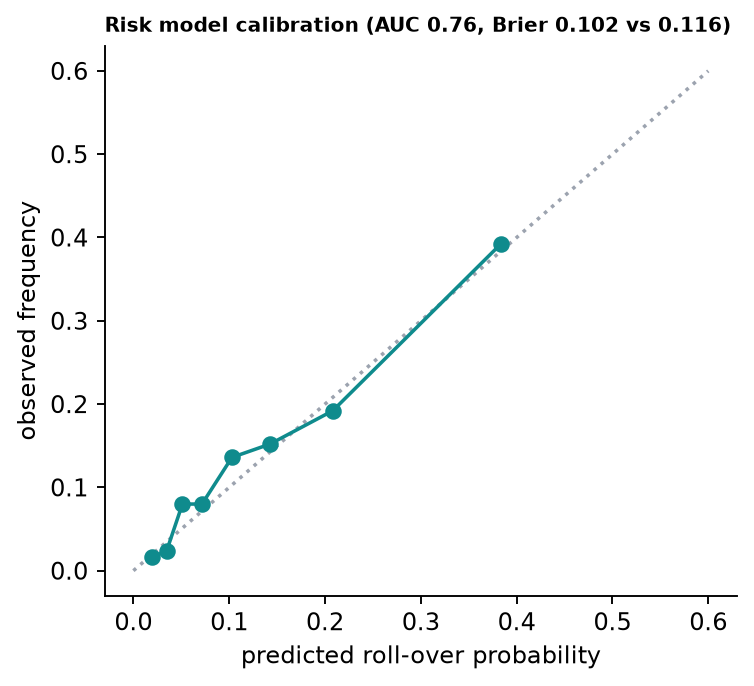 Risk model calibration (AUC 0.76, Brier 0.102 vs 0.116)
0.6
0.5
0.4
0.3
0.2
0.1
0.0
observed frequency
0.0 0.1 0.2 0.3 0.4 0.5 0.6
predicted roll-over probability